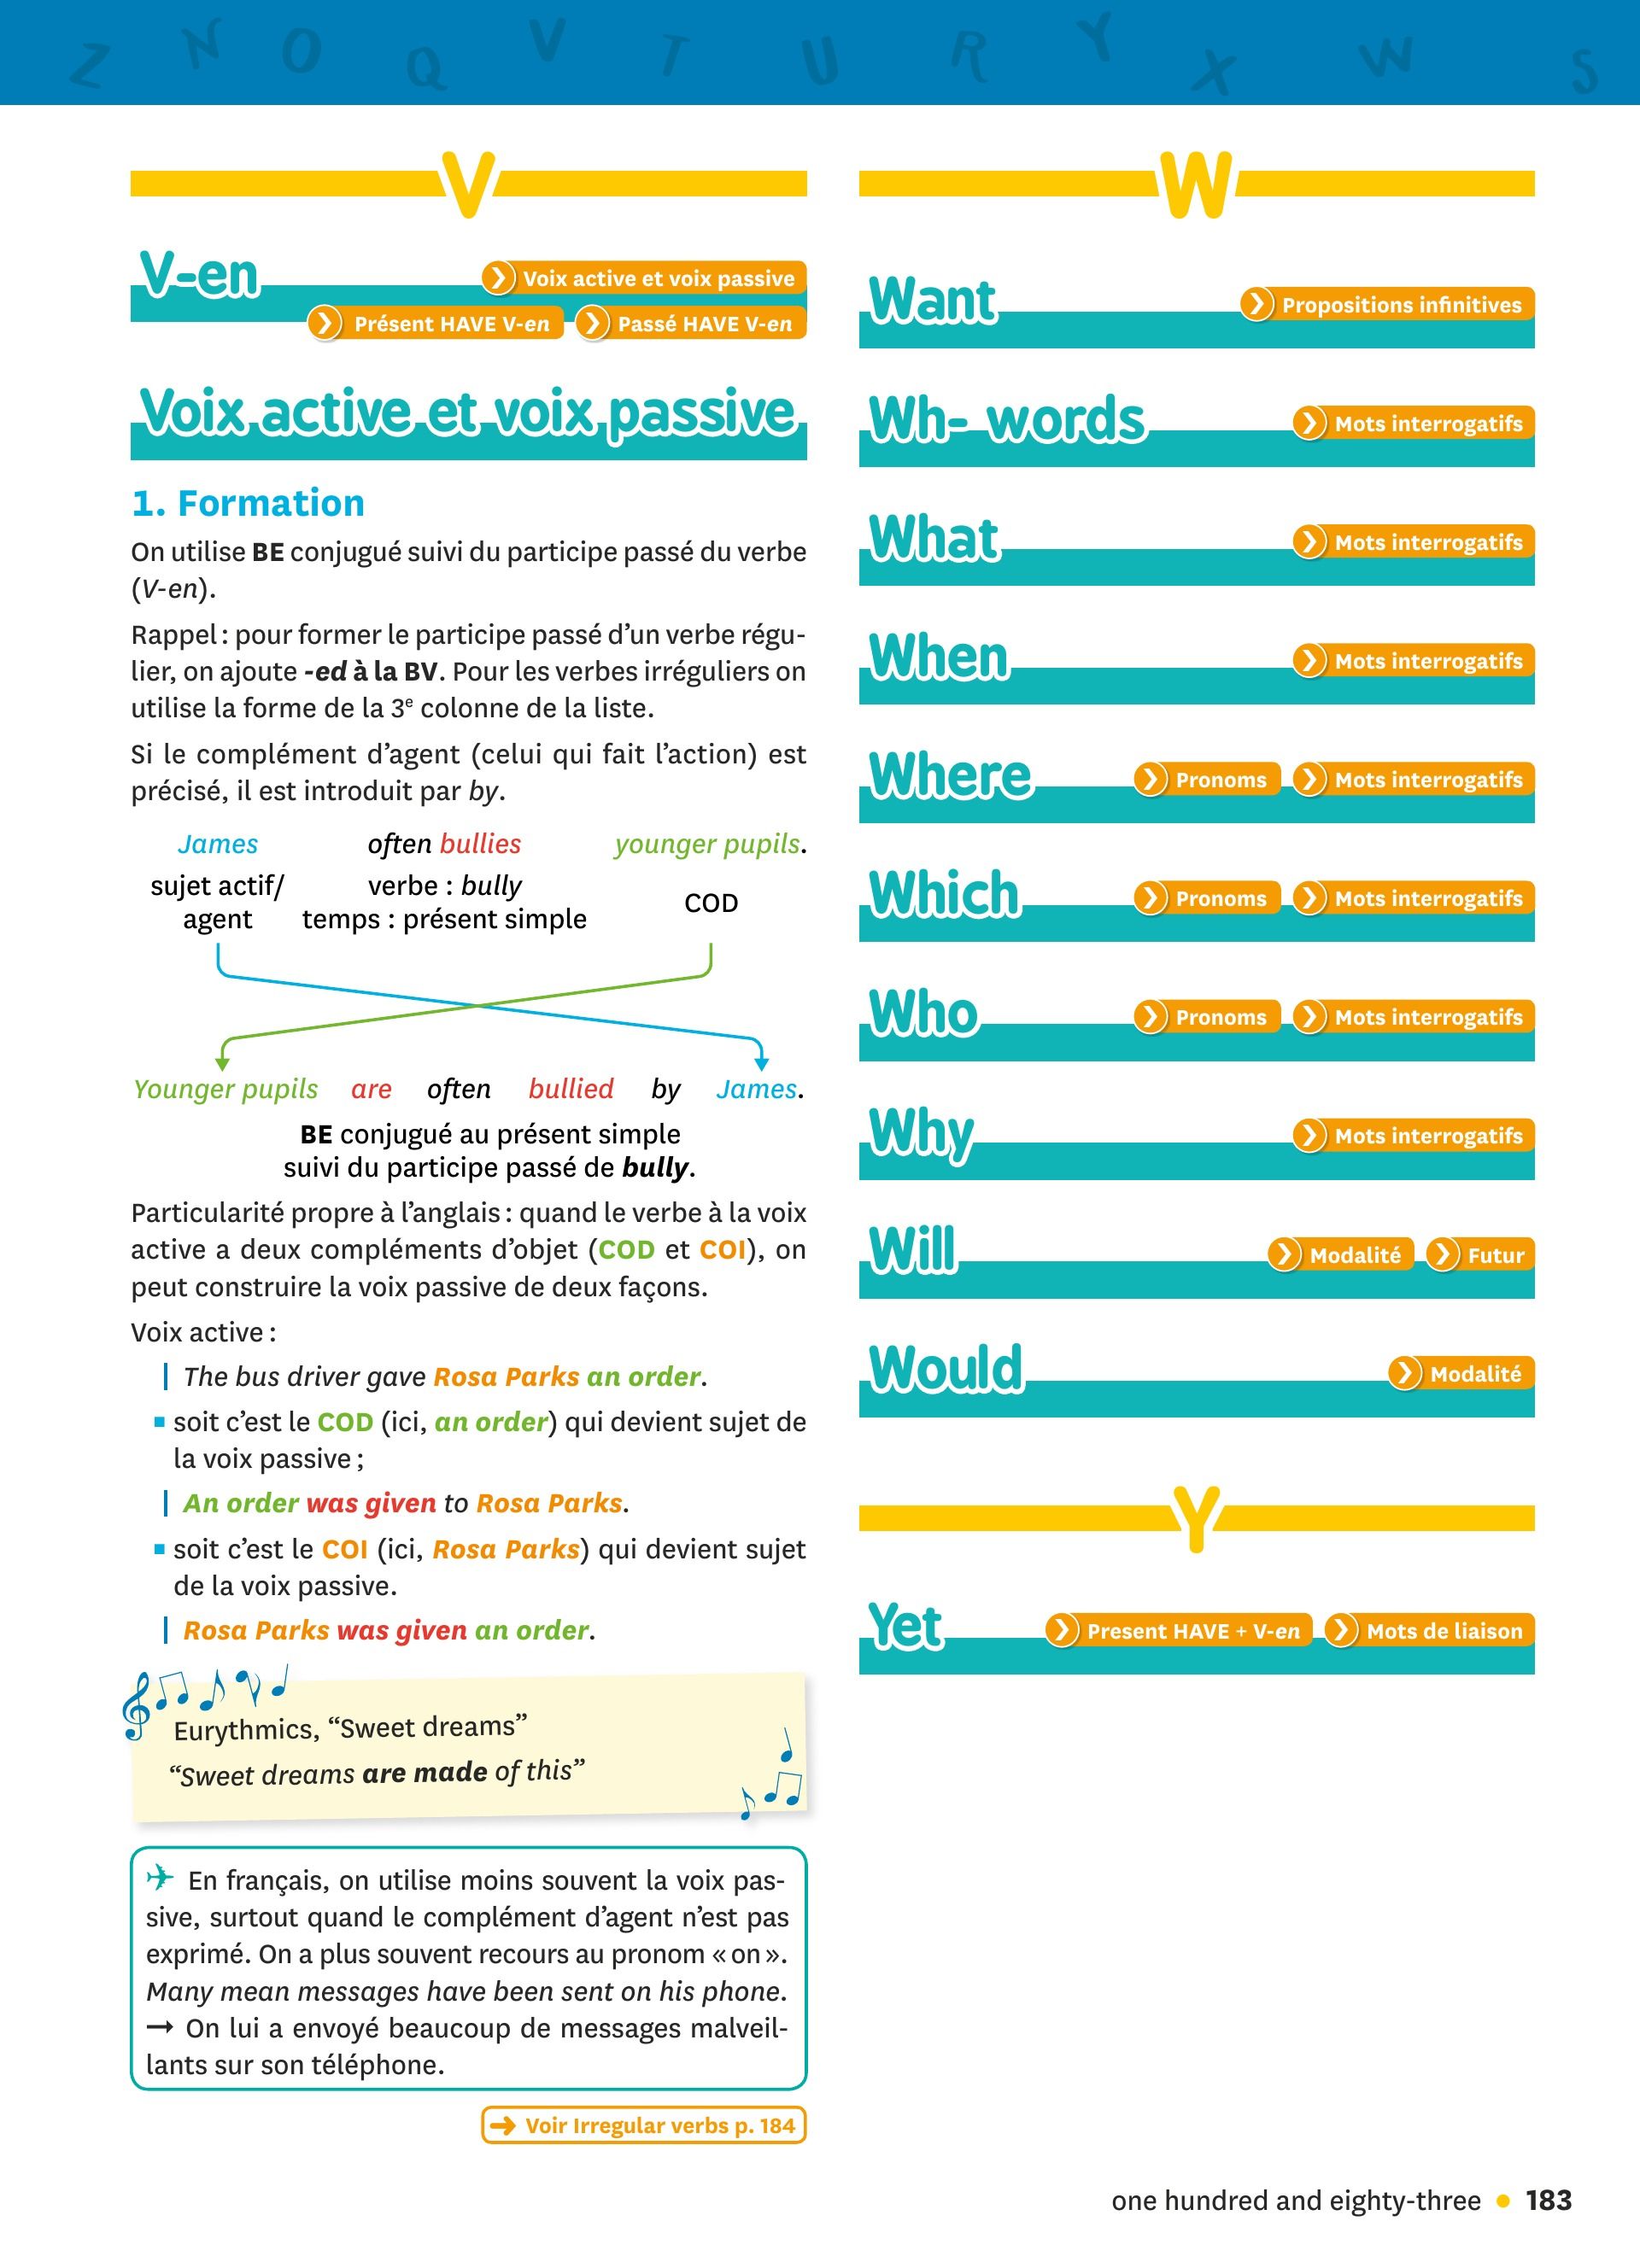 Z N O Q V T U R Y X W S
V
V-en
Voix active et voix passive
Présent HAVE V-en
Passé HAVE V-en
Voix active et voix passive
1. Formation
On utilise BE conjugué suivi du participe passé du verbe
(V-en).
Rappel : pour former le participe passé d’un verbe régu-
lier, on ajoute -ed à la BV. Pour les verbes irréguliers on
utilise la forme de la 3e colonne de la liste.
Si le complément d’agent (celui qui fait l’action) est
précisé, il est introduit par by.
James often bullies younger pupils.
sujet actif/
agent
verbe : bully
temps : présent simple
COD
Younger pupils are often bullied by James.
BE conjugué au présent simple
suivi du participe passé de bully.
Particularité propre à l’anglais : quand le verbe à la voix
active a deux compléments d’objet (COD et COI), on
peut construire la voix passive de deux façons.
Voix active :
The bus driver gave Rosa Parks an order.
soit c’est le COD (ici, an order) qui devient sujet de
la voix passive ;
An order was given to Rosa Parks.
soit c’est le COI (ici, Rosa Parks) qui devient sujet
de la voix passive.
Rosa Parks was given an order.
Eurythmics, “Sweet dreams”
“Sweet dreams are made of this”
En français, on utilise moins souvent la voix pas-
sive, surtout quand le complément d’agent n’est pas
exprimé. On a plus souvent recours au pronom « on ».
Many mean messages have been sent on his phone.
→ On lui a envoyé beaucoup de messages malveil-
lants sur son téléphone.
→ Voir Irregular verbs p. 184
W
Want
Propositions infinitives
Wh- words
Mots interrogatifs
What
Mots interrogatifs
When
Mots interrogatifs
Where
Pronoms
Mots interrogatifs
Which
Pronoms
Mots interrogatifs
Who
Pronoms
Mots interrogatifs
Why
Mots interrogatifs
Will
Modalité
Futur
Would
Modalité
Y
Yet
Present HAVE + V-en
Mots de liaison
one hundred and eighty-three • 183